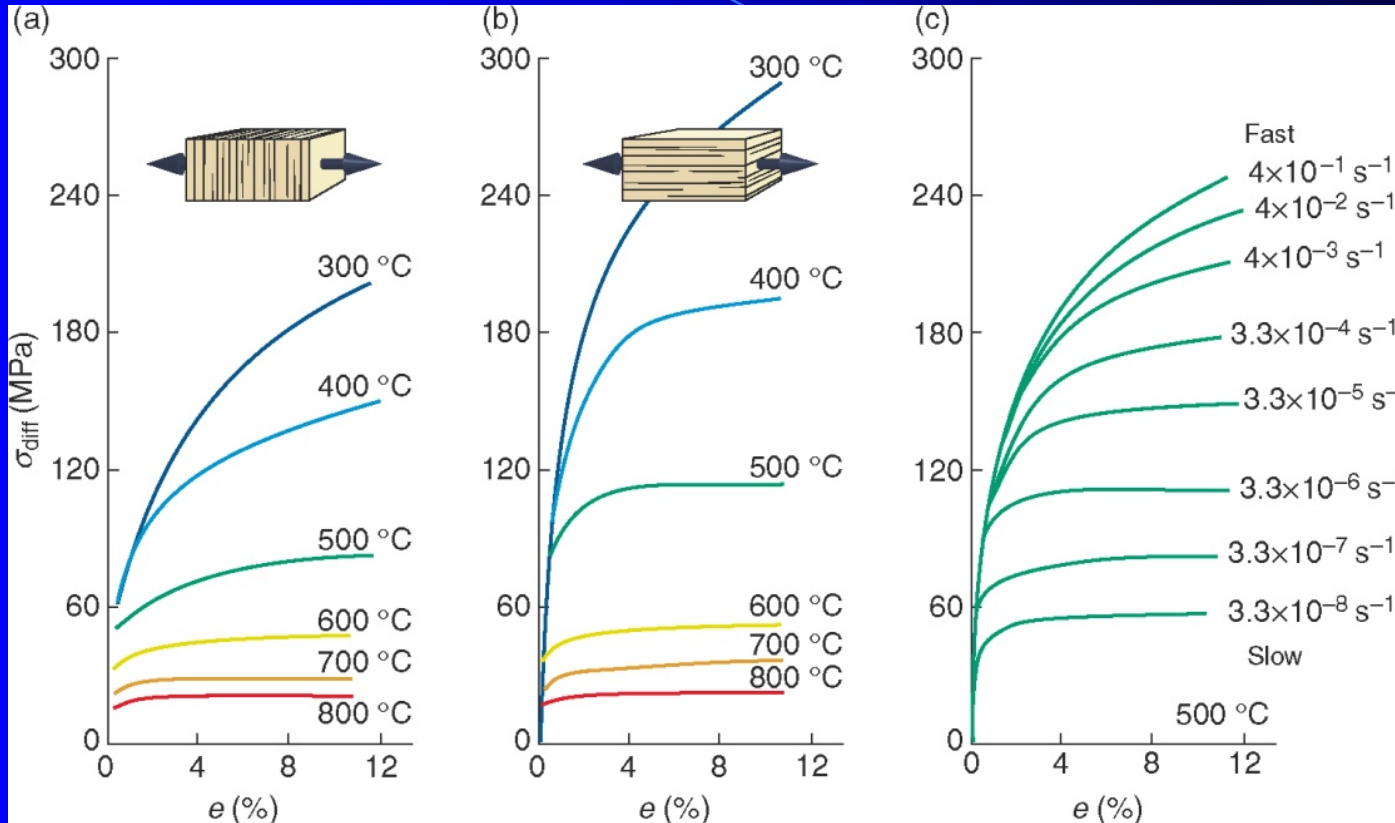 (a)
300
240
180
120
60
0
0 4 8 12
σdiff (MPa)
e (%)
300 °C
400 °C
500 °C
600 °C
700 °C
800 °C
(b)
300
240
180
120
60
0
0 4 8 12
e (%)
300 °C
400 °C
500 °C
600 °C
700 °C
800 °C
(c)
300
240
180
120
60
0
0 4 8 12
e (%)
Fast
4×10⁻¹ s⁻¹
4×10⁻² s⁻¹
4×10⁻³ s⁻¹
3.3×10⁻⁴ s⁻¹
3.3×10⁻⁵ s⁻
3.3×10⁻⁶ s⁻
3.3×10⁻⁷ s⁻¹
3.3×10⁻⁸ s⁻¹
Slow
500 °C